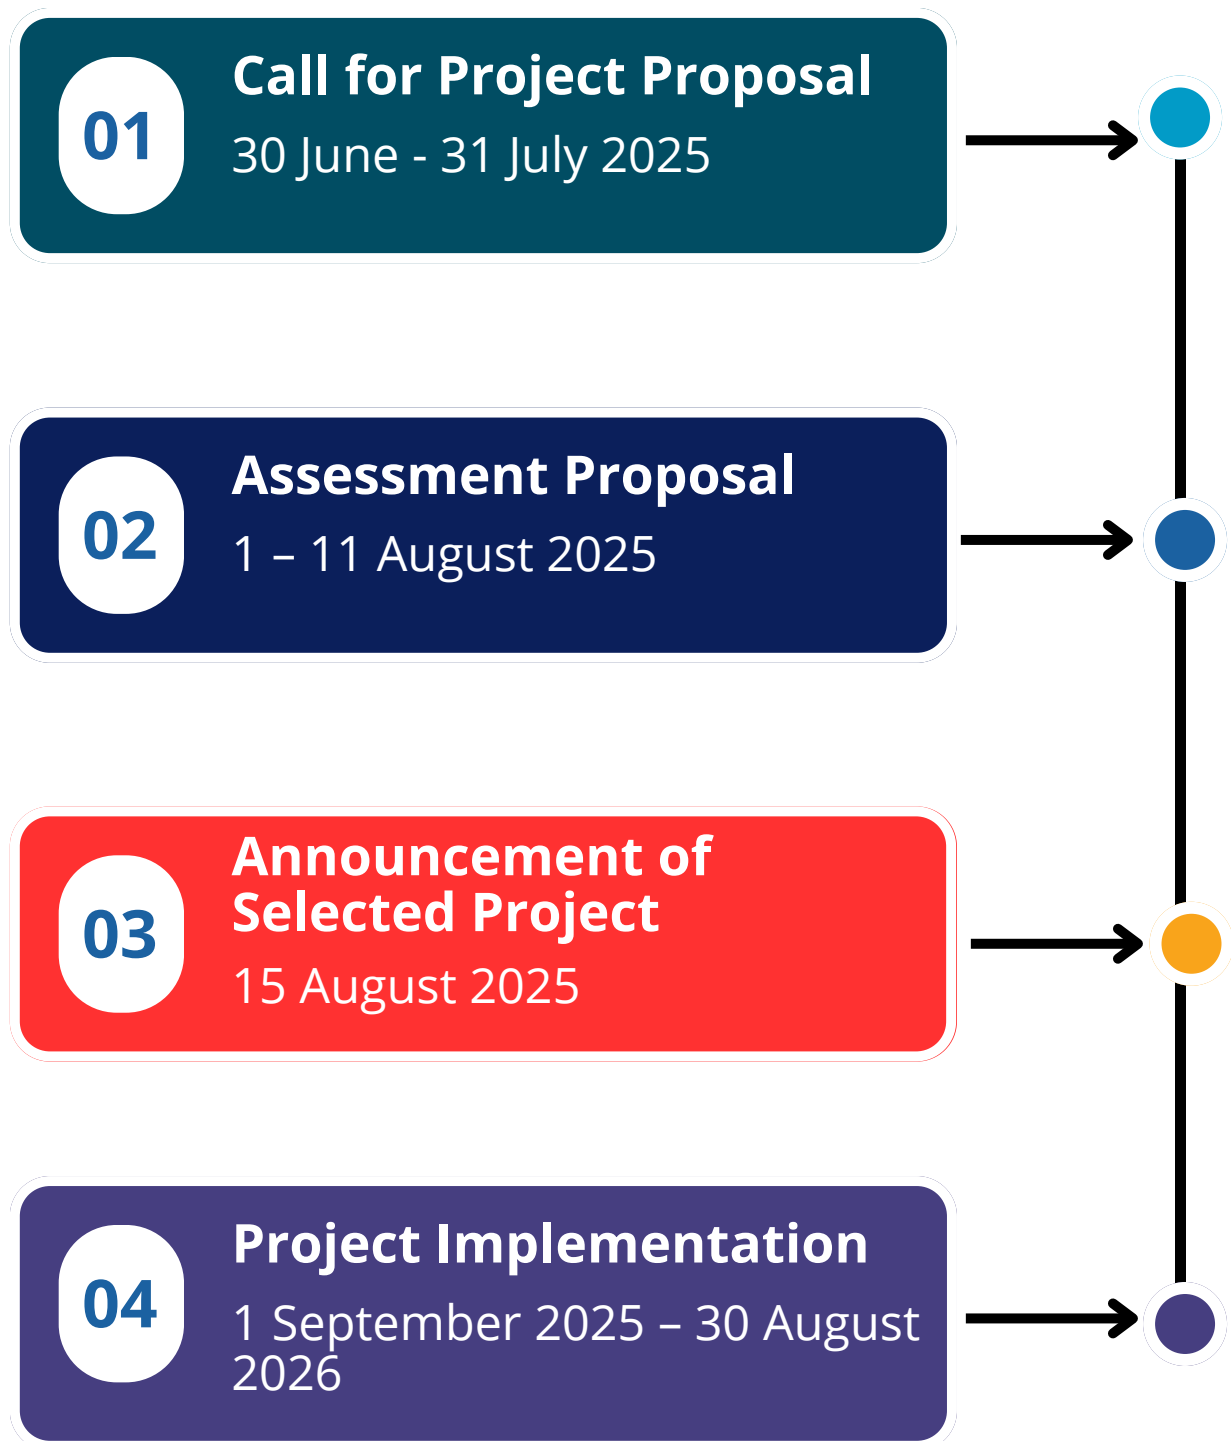 01
Call for Project Proposal
30 June - 31 July 2025
02
Assessment Proposal
1 – 11 August 2025
03
Announcement of
Selected Project
15 August 2025
04
Project Implementation
1 September 2025 – 30 August
2026